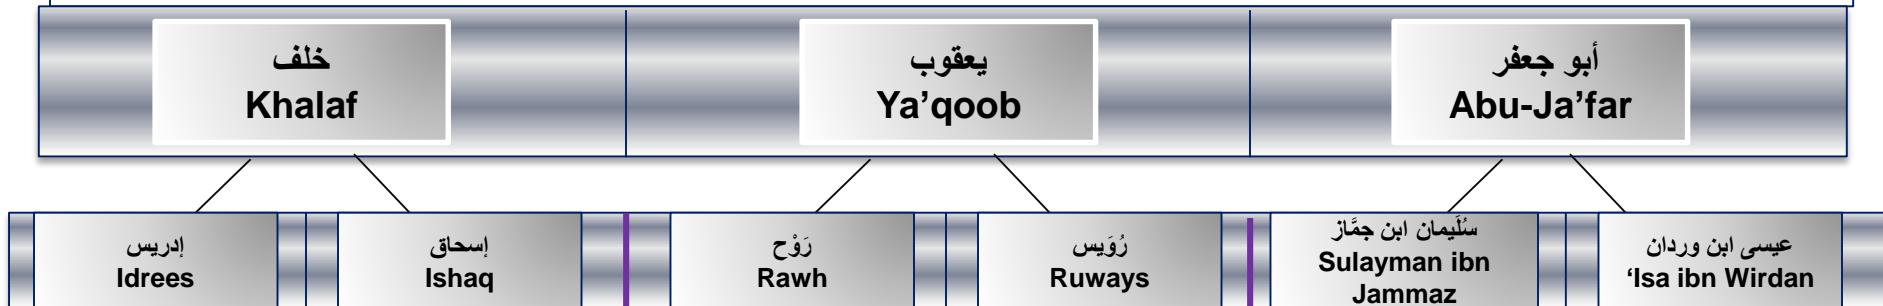 خلف
Khalaf
يعقوب
Ya’qoob
أبو جعفر
Abu-Ja’far
إدريس
Idrees
إسحاق
Ishaq
رَوْح
Rawh
رُوَيس
Ruways
سُلَيمان ابن جمَّاز
Sulayman ibn
Jammaz
عيسى ابن وردان
‘Isa ibn Wirdan